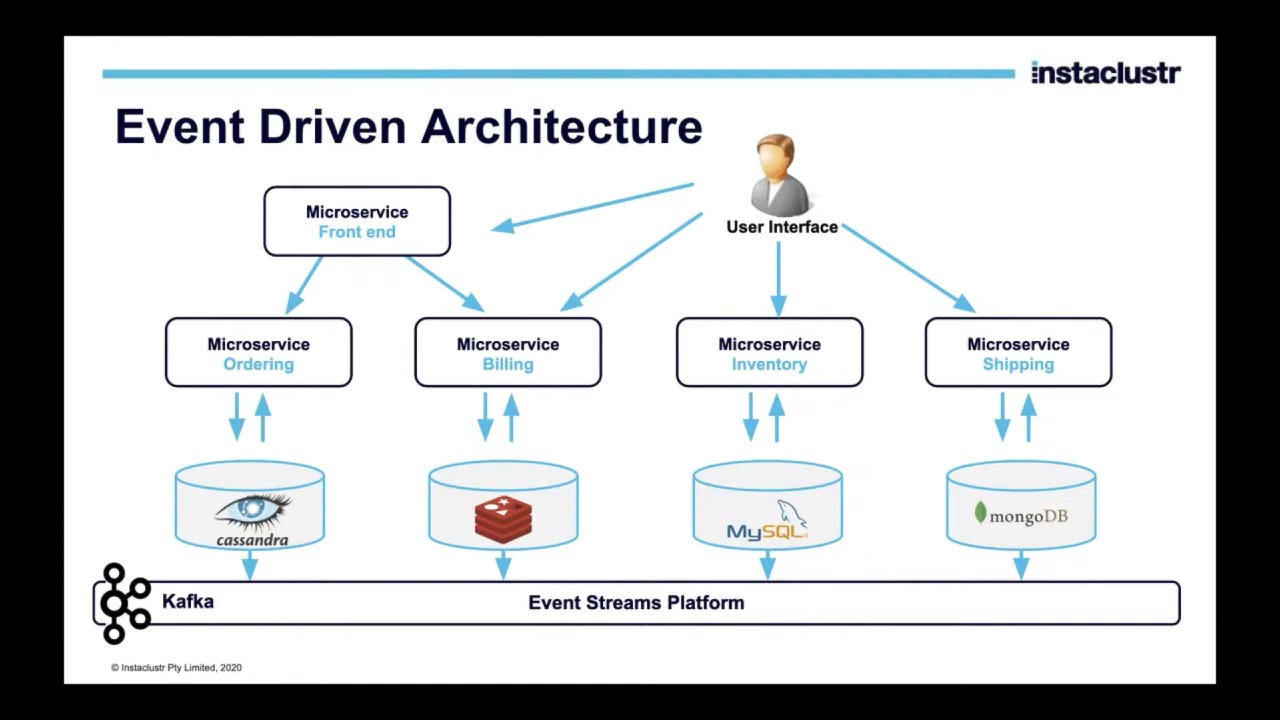 instaclustr
Event Driven Architecture
User Interface
Microservice
Front end
Microservice
Ordering
Microservice
Billing
Microservice
Inventory
Microservice
Shipping
cassandra
MySQL
mongoDB
Kafka
Event Streams Platform
© Instaclustr Pty Limited, 2020